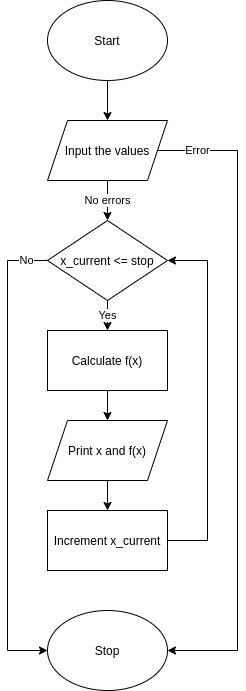 Start
Input the values
Error
No errors
No
x_current <= stop
Yes
Calculate f(x)
Print x and f(x)
Increment x_current
Stop